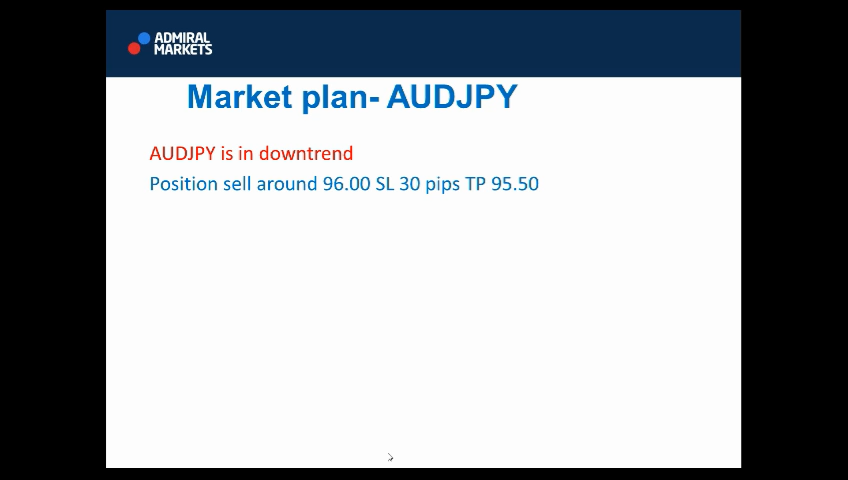 ADMIRAL
MARKETS
Market plan- AUDJPY
AUDJPY is in downtrend
Position sell around 96.00 SL 30 pips TP 95.50